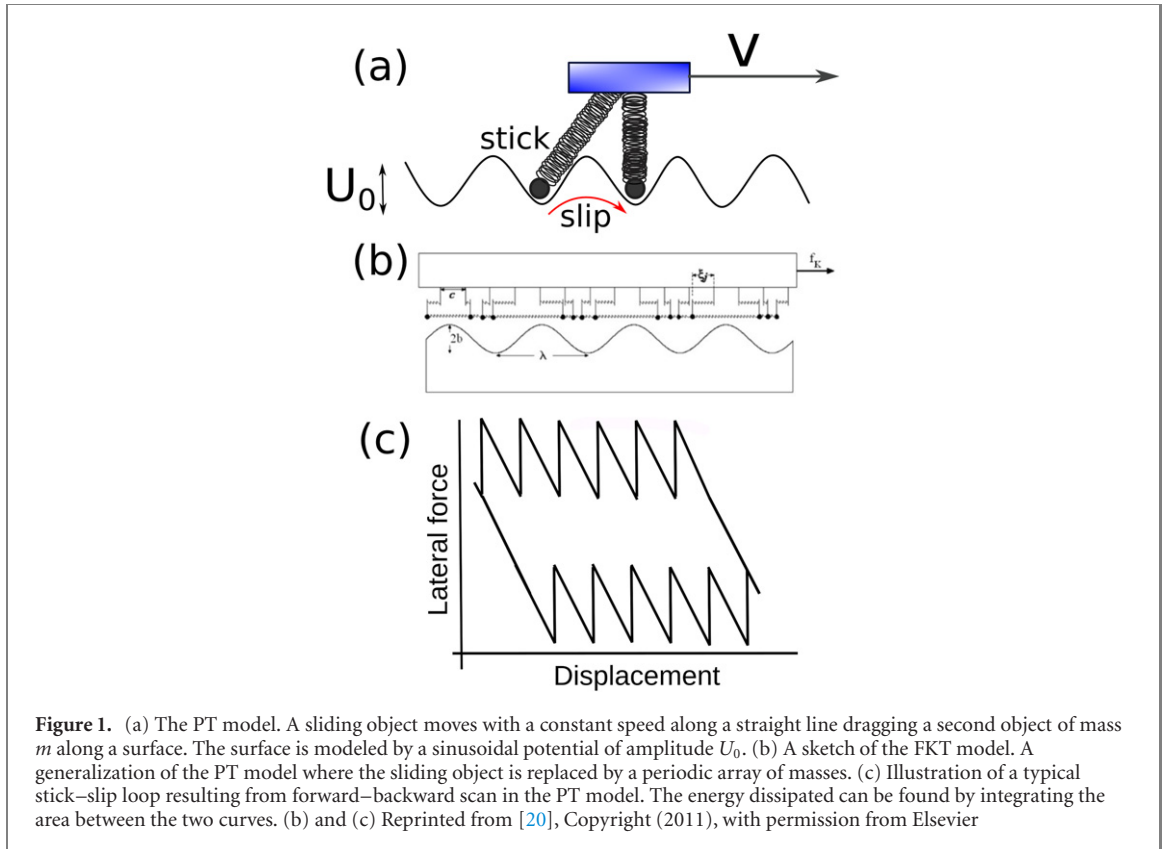 (a)
V
stick
U₀
slip
(b)
f_K
ξ_j
c
2b
λ
(c)
Lateral force
Displacement
Figure 1. (a) The PT model. A sliding object moves with a constant speed along a straight line dragging a second object of mass
m along a surface. The surface is modeled by a sinusoidal potential of amplitude U₀. (b) A sketch of the FKT model. A
generalization of the PT model where the sliding object is replaced by a periodic array of masses. (c) Illustration of a typical
stick–slip loop resulting from forward–backward scan in the PT model. The energy dissipated can be found by integrating the
area between the two curves. (b) and (c) Reprinted from [20], Copyright (2011), with permission from Elsevier